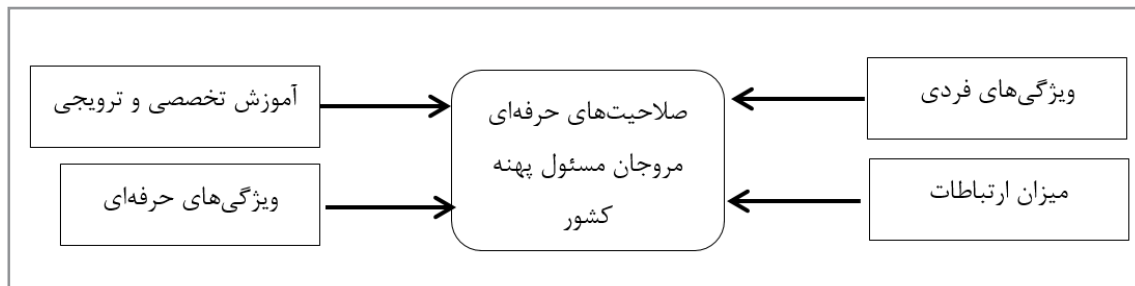 ویژگی‌های فردی
آموزش تخصصی و ترویجی
صلاحیت‌های حرفه‌ای
مروجان مسئول پهنه
کشور
میزان ارتباطات
ویژگی‌های حرفه‌ای